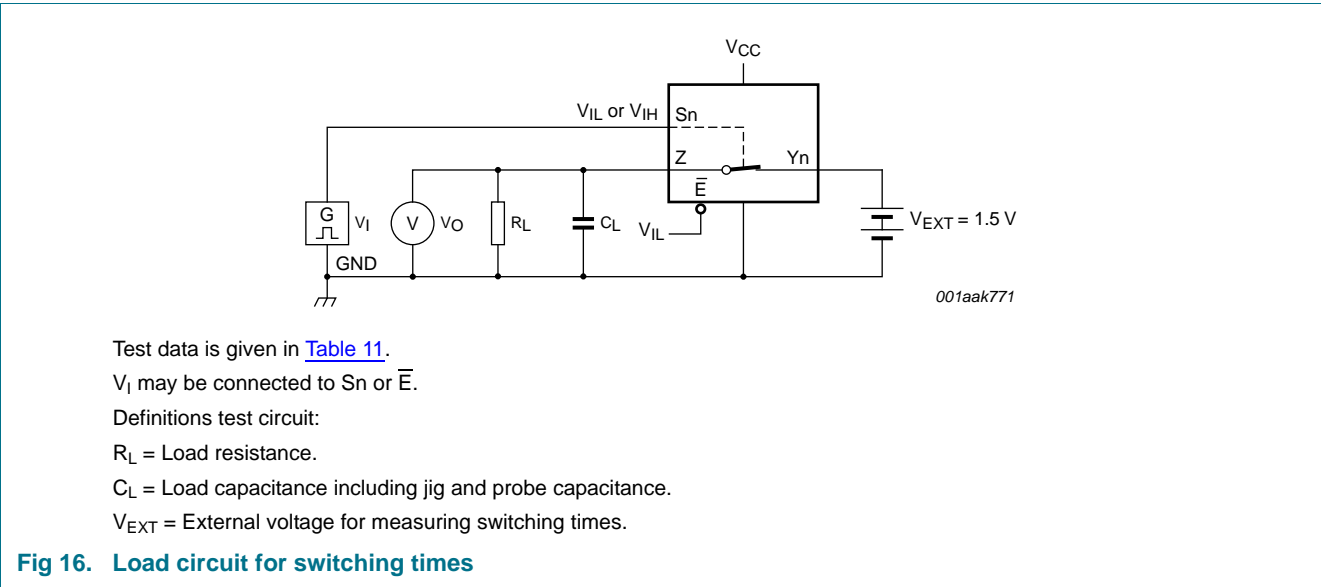 VCC
VIL or VIH
Sn
Z
Yn
E̅
G
VI
V
VO
RL
CL
VIL
VEXT = 1.5 V
GND
001aak771
Test data is given in Table 11.
VI may be connected to Sn or E̅.
Definitions test circuit:
RL = Load resistance.
CL = Load capacitance including jig and probe capacitance.
VEXT = External voltage for measuring switching times.
Fig 16. Load circuit for switching times